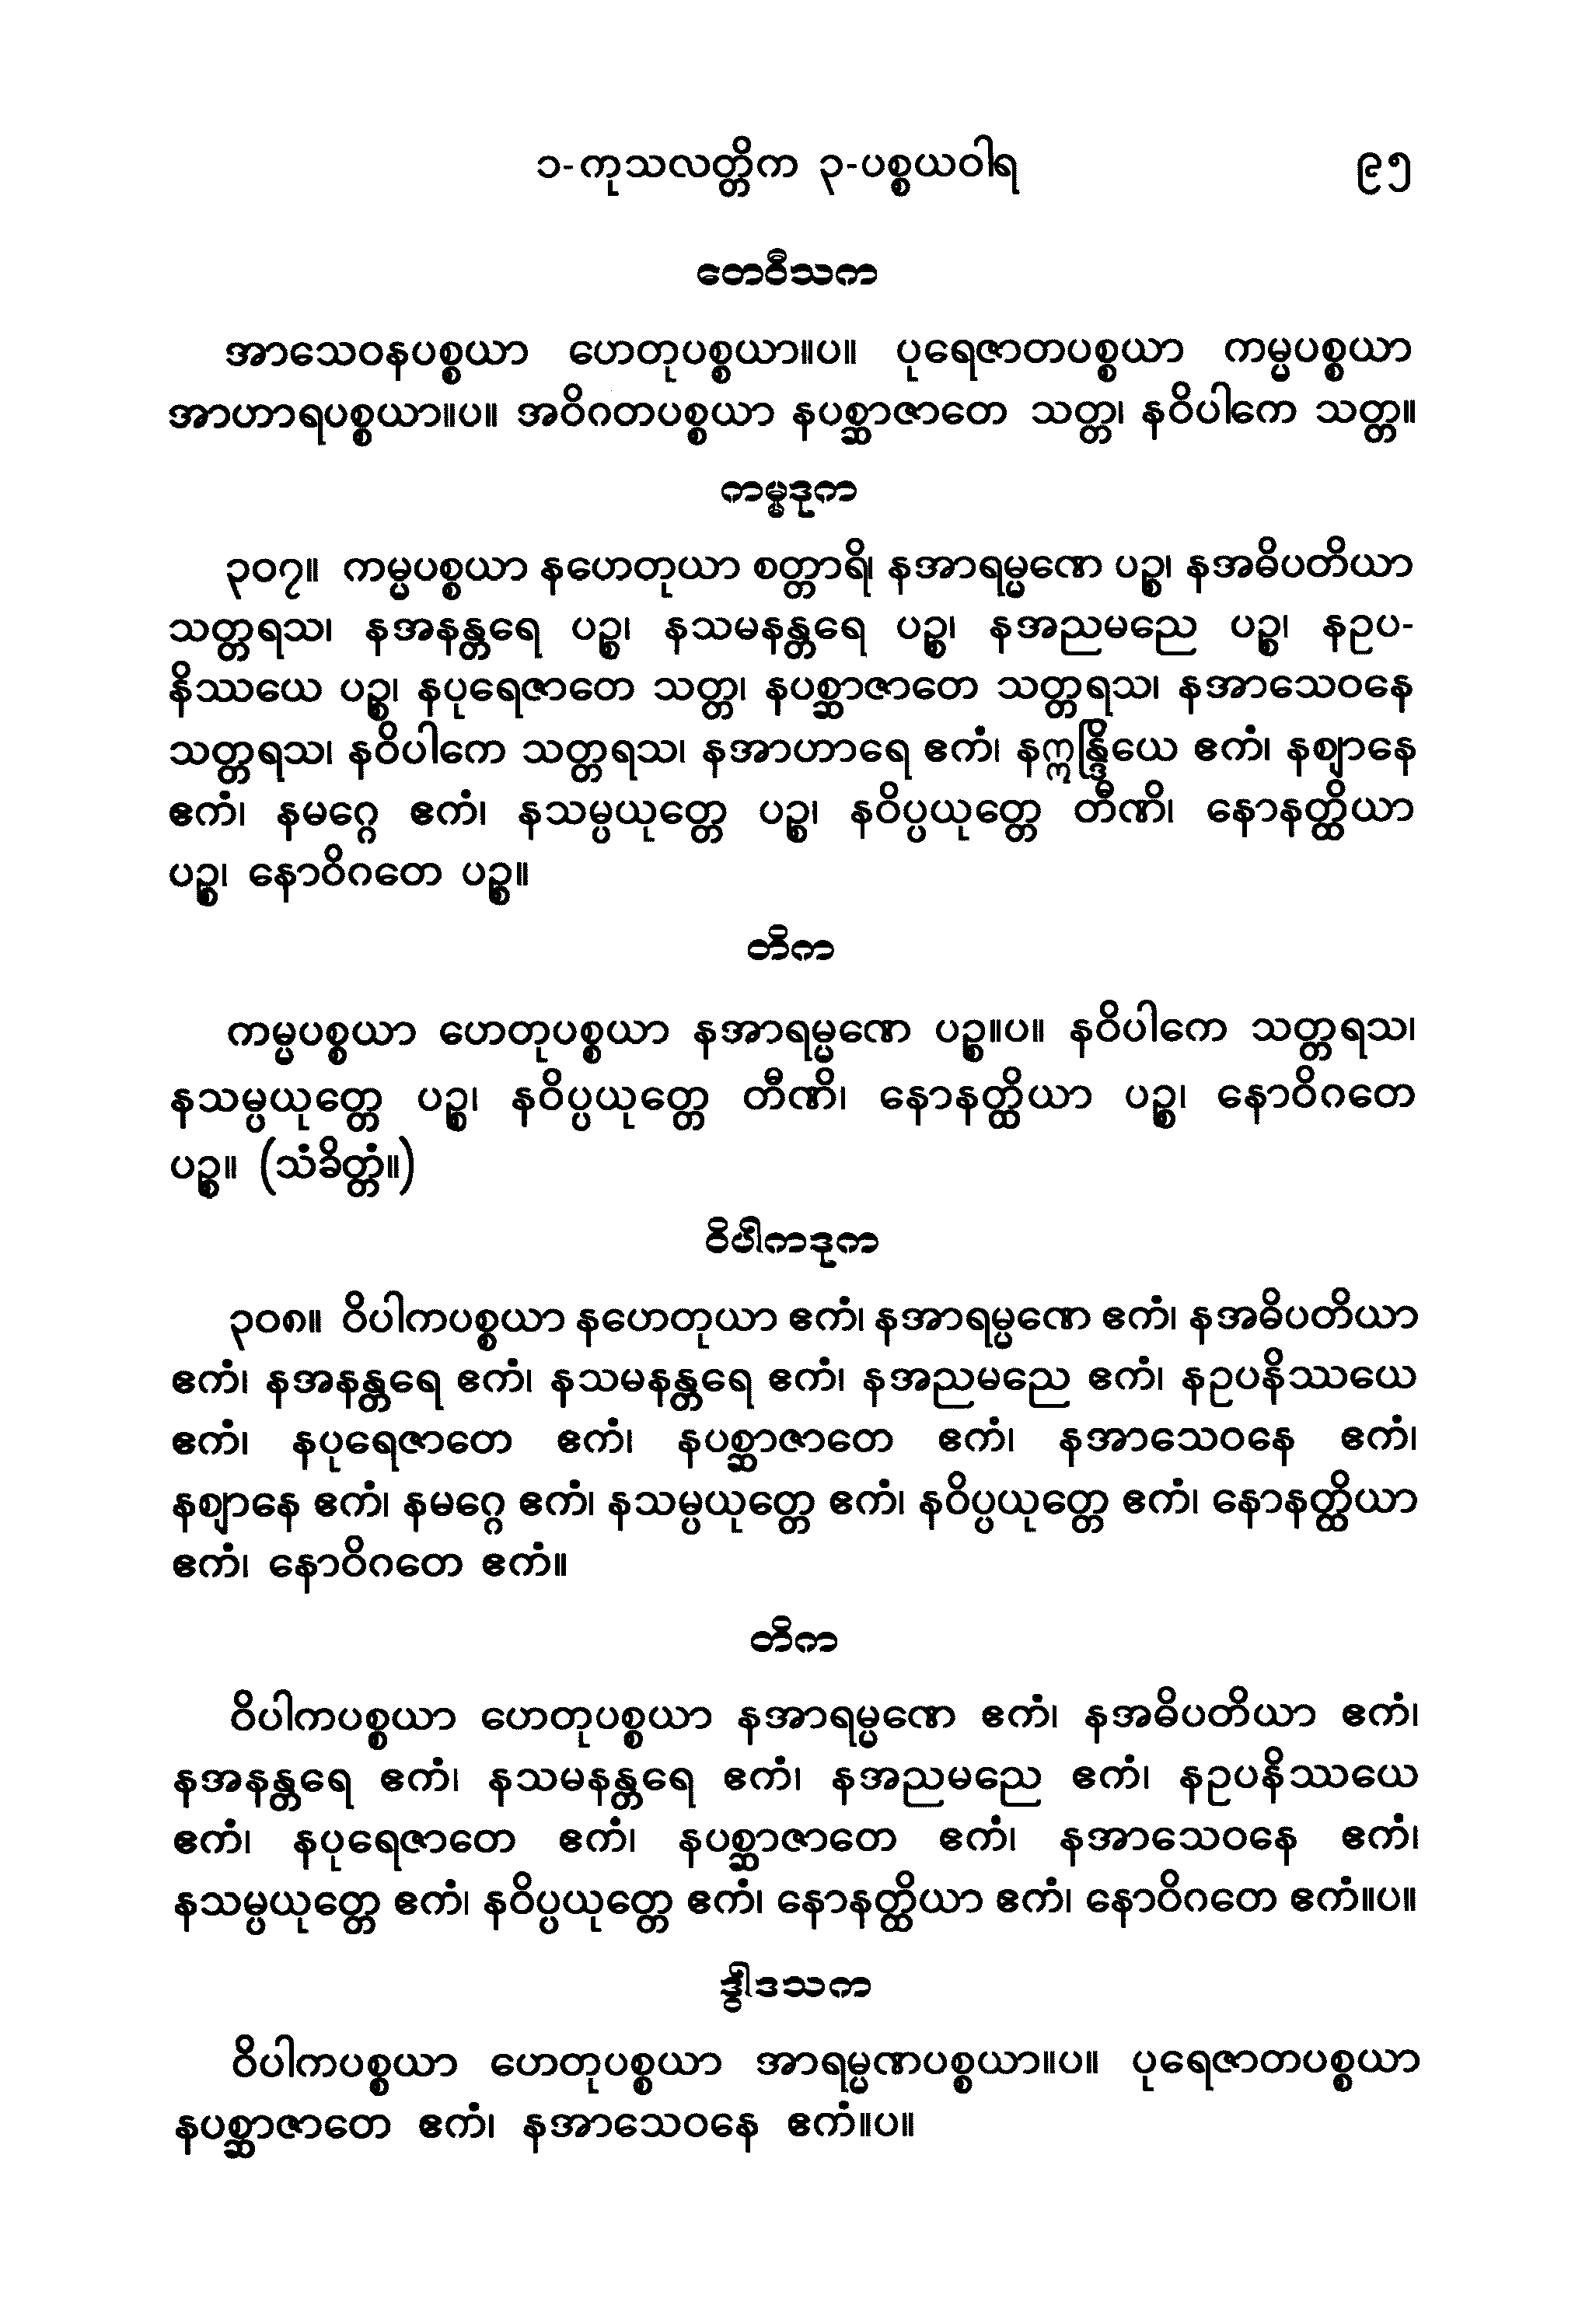 ၁-ကုသလတ္တိက ၃-ပစ္စယဝါရ ၉၅
တေဝီသက
အာသေဝနပစ္စယာ ဟေတုပစ္စယာ။ပ။ ပုရေဇာတပစ္စယာ ကမ္မပစ္စယာ
အာဟာရပစ္စယာ။ပ။ အဝိဂတပစ္စယာ နပစ္ဆာဇာတေ သတ္တ၊ နဝိပါကေ သတ္တ။
ကမ္မဒုက
၃၀၇။ ကမ္မပစ္စယာ နဟေတုယာ စတ္တာရိ၊ နအာရမ္မဏေ ပဉ္စ၊ နအဓိပတိယာ
သတ္တရသ၊ နအနန္တရေ ပဉ္စ၊ နသမနန္တရေ ပဉ္စ၊ နအညမညေ ပဉ္စ၊ နဥပ-
နိဿယေ ပဉ္စ၊ နပုရေဇာတေ သတ္တ၊ နပစ္ဆာဇာတေ သတ္တရသ၊ နအာသေဝနေ
သတ္တရသ၊ နဝိပါကေ သတ္တရသ၊ နအာဟာရေ ဧကံ၊ နဣန္ဒြိယေ ဧကံ၊ နဈာနေ
ဧကံ၊ နမဂ္ဂေ ဧကံ၊ နသမ္ပယုတ္တေ ပဉ္စ၊ နဝိပ္ပယုတ္တေ တီဏိ၊ နောနတ္ထိယာ
ပဉ္စ၊ နောဝိဂတေ ပဉ္စ။
တိက
ကမ္မပစ္စယာ ဟေတုပစ္စယာ နအာရမ္မဏေ ပဉ္စ။ပ။ နဝိပါကေ သတ္တရသ၊
နသမ္ပယုတ္တေ ပဉ္စ၊ နဝိပ္ပယုတ္တေ တီဏိ၊ နောနတ္ထိယာ ပဉ္စ၊ နောဝိဂတေ
ပဉ္စ။ (သံခိတ္တံ။)
ဝိပါကဒုက
၃၀၈။ ဝိပါကပစ္စယာ နဟေတုယာ ဧကံ၊ နအာရမ္မဏေ ဧကံ၊ နအဓိပတိယာ
ဧကံ၊ နအနန္တရေ ဧကံ၊ နသမနန္တရေ ဧကံ၊ နအညမညေ ဧကံ၊ နဥပနိဿယေ
ဧကံ၊ နပုရေဇာတေ ဧကံ၊ နပစ္ဆာဇာတေ ဧကံ၊ နအာသေဝနေ ဧကံ၊
နဈာနေ ဧကံ၊ နမဂ္ဂေ ဧကံ၊ နသမ္ပယုတ္တေ ဧကံ၊ နဝိပ္ပယုတ္တေ ဧကံ၊ နောနတ္ထိယာ
ဧကံ၊ နောဝိဂတေ ဧကံ။
တိက
ဝိပါကပစ္စယာ ဟေတုပစ္စယာ နအာရမ္မဏေ ဧကံ၊ နအဓိပတိယာ ဧကံ၊
နအနန္တရေ ဧကံ၊ နသမနန္တရေ ဧကံ၊ နအညမညေ ဧကံ၊ နဥပနိဿယေ
ဧကံ၊ နပုရေဇာတေ ဧကံ၊ နပစ္ဆာဇာတေ ဧကံ၊ နအာသေဝနေ ဧကံ၊
နသမ္ပယုတ္တေ ဧကံ၊ နဝိပ္ပယုတ္တေ ဧကံ၊ နောနတ္ထိယာ ဧကံ၊ နောဝိဂတေ ဧကံ။ပ။
ဒွါဒသက
ဝိပါကပစ္စယာ ဟေတုပစ္စယာ အာရမ္မဏပစ္စယာ။ပ။ ပုရေဇာတပစ္စယာ
နပစ္ဆာဇာတေ ဧကံ၊ နအာသေဝနေ ဧကံ။ပ။